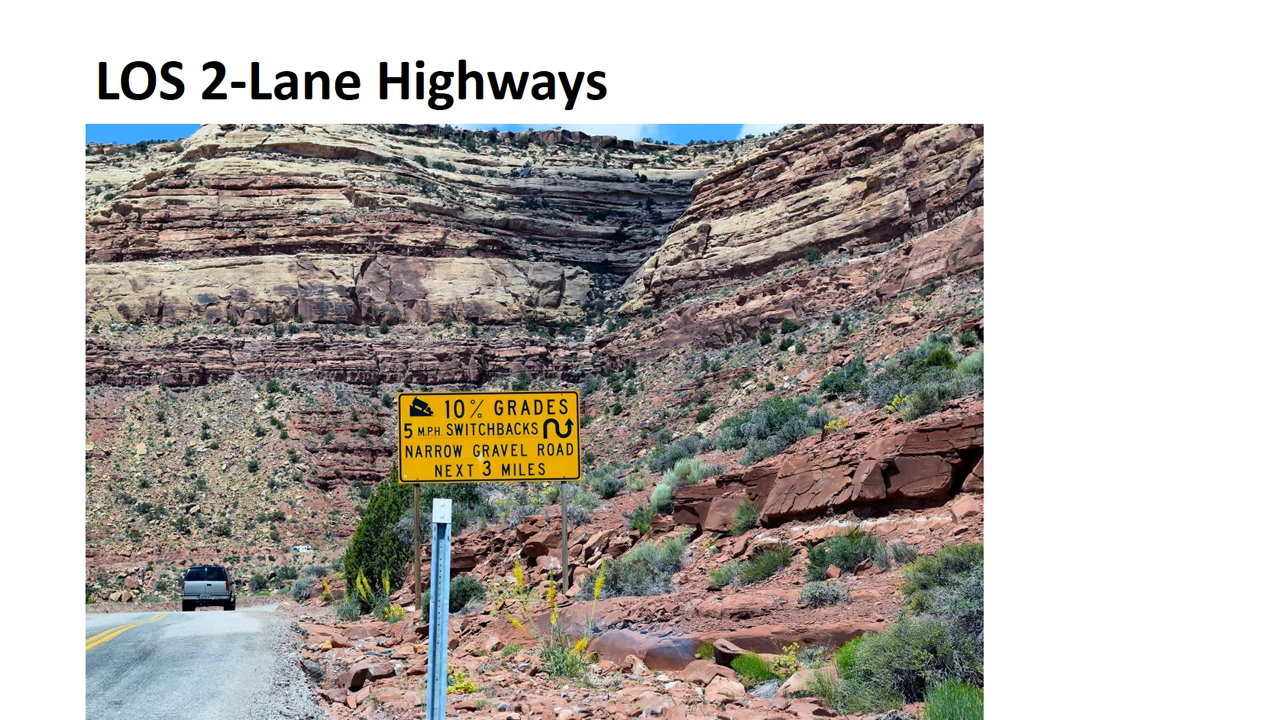 LOS 2-Lane Highways
10% GRADES
5 M.P.H. SWITCHBACKS
NARROW GRAVEL ROAD
NEXT 3 MILES